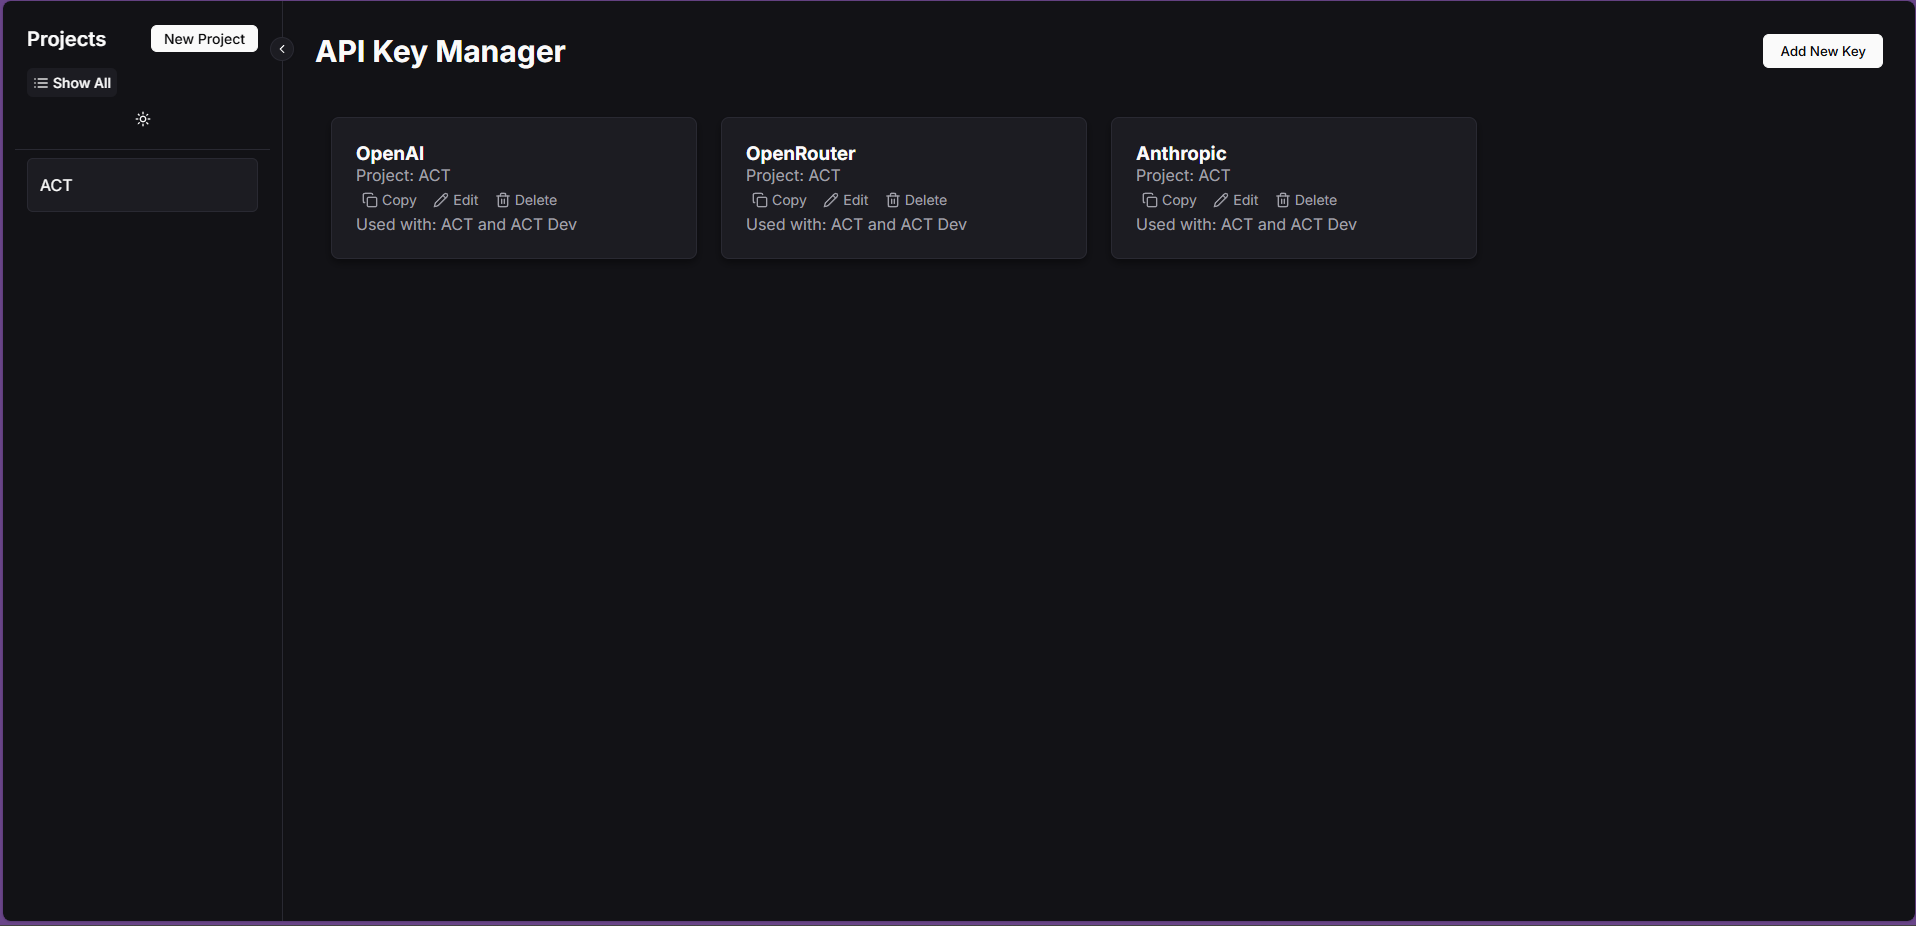 Projects
New Project
Show All
ACT
API Key Manager
Add New Key
OpenAI
Project: ACT
Copy Edit Delete
Used with: ACT and ACT Dev
OpenRouter
Project: ACT
Copy Edit Delete
Used with: ACT and ACT Dev
Anthropic
Project: ACT
Copy Edit Delete
Used with: ACT and ACT Dev